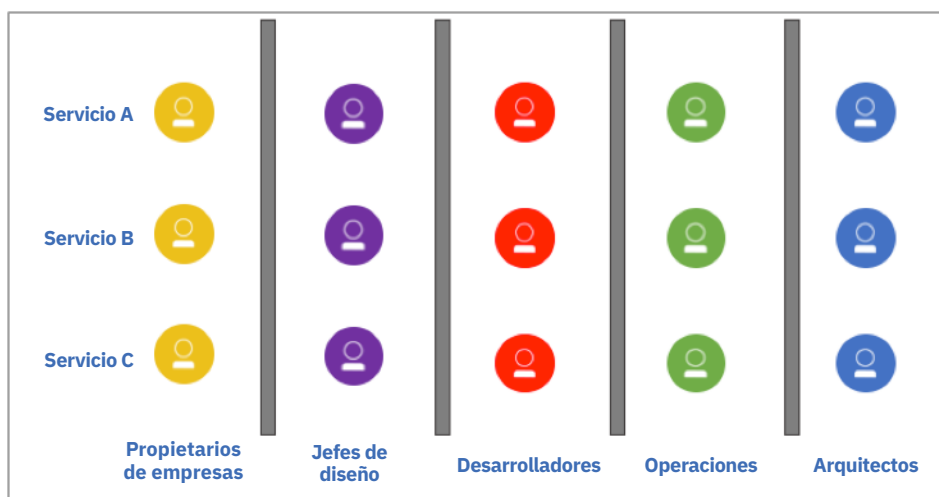 Servicio A
Servicio B
Servicio C
Propietarios
de empresas
Jefes de
diseño
Desarrolladores
Operaciones
Arquitectos